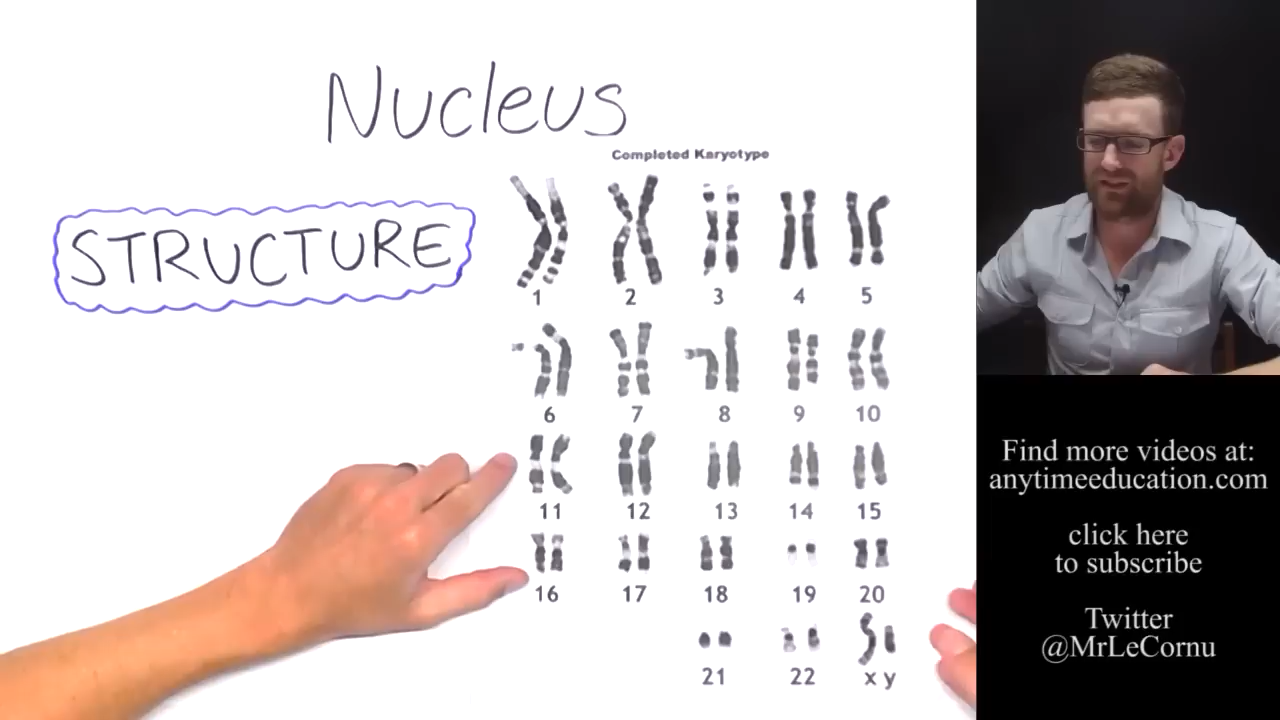 Nucleus
Completed Karyotype
STRUCTURE
1 2 3 4 5
6 7 8 9 10
11 12 13 14 15
16 17 18 19 20
21 22 x y
Find more videos at:
anytimeeducation.com
click here
to subscribe
Twitter
@MrLeCornu